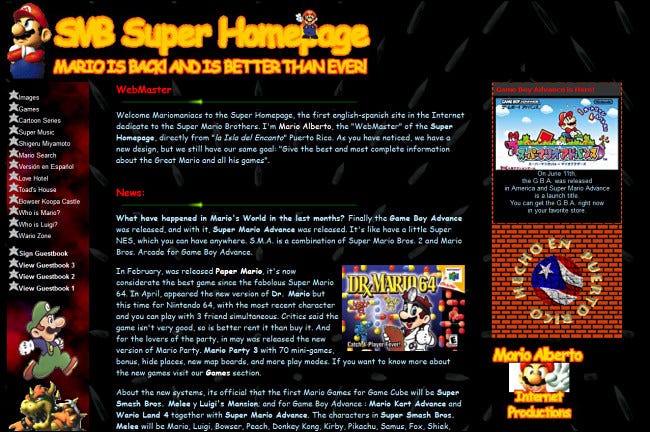 SMB Super Homepage
MARIO IS BACK! AND IS BETTER THAN EVER!
Images
Games
Cartoon Series
Super Music
Shigeru Miyamoto
Mario Search
Versión en Español
Love Hotel
Toad's House
Bowser Koopa Castle
Who is Mario?
Who is Luigi?
Wario Zone
Sign Guestbook
View Guestbook 3
View Guestbook 2
View Guestbook 1
WebMaster
Welcome Mariomaniacs to the Super Homepage, the first english-spanish site in the Internet
dedicate to the Super Mario Brothers. I'm Mario Alberto, the "WebMaster" of the Super
Homepage, directly from "la Isla del Encanto" Puerto Rico. As you have noticed, we have a
new design, but we still have our same goal: "Give the best and most complete information
about the Great Mario and all his games".
News:
What have happened in Mario's World in the last months? Finally the Game Boy Advance
was released, and with it, Super Mario Advance was released. It's like have a little Super
NES, which you can have anywhere. S.M.A. is a combination of Super Mario Bros. 2 and Mario
Bros. Arcade for Game Boy Advance.
In February, was released Paper Mario, it's now
considerate the best game since the fabolous Super Mario
64. In April, appeared the new version of Dr. Mario but
this time for Nintendo 64, with the most recent character
and you can play with 3 friend simultaneous. Critics said the
game isn't very good, so is better rent it than buy it. And
for the lovers of the party, in may was released the new
version of Mario Party. Mario Party 3 with 70 mini-games,
bonus, hide places, new map boards, and more play modes. If you want to know more about
the new games visit our Games section.
DR. MARIO 64
Catch-A-Player Fever!
About the new systems, its official that the first Mario Games for Game Cube will be Super
Smash Bros. Melee y Luigi's Mansion; and for Game Boy Advance : Mario Kart Advance and
Wario Land 4 together with Super Mario Advance. The characters in Super Smash Bros.
Melee will be Mario, Luigi, Bowser, Peach, Donkey Kong, Kirby, Pikachu, Samus, Fox, Shiek,
Game Boy Advance is Here!
GAME BOY ADVANCE
スーパーマリオアドバンス
On June 11th,
the G.B.A. was released
in America and Super Mario Advance
is a launch title.
You can get the G.B.A. right now
in your favorite store.
HECHO EN PUERTO RICO
Mario Alberto
Internet
Productions